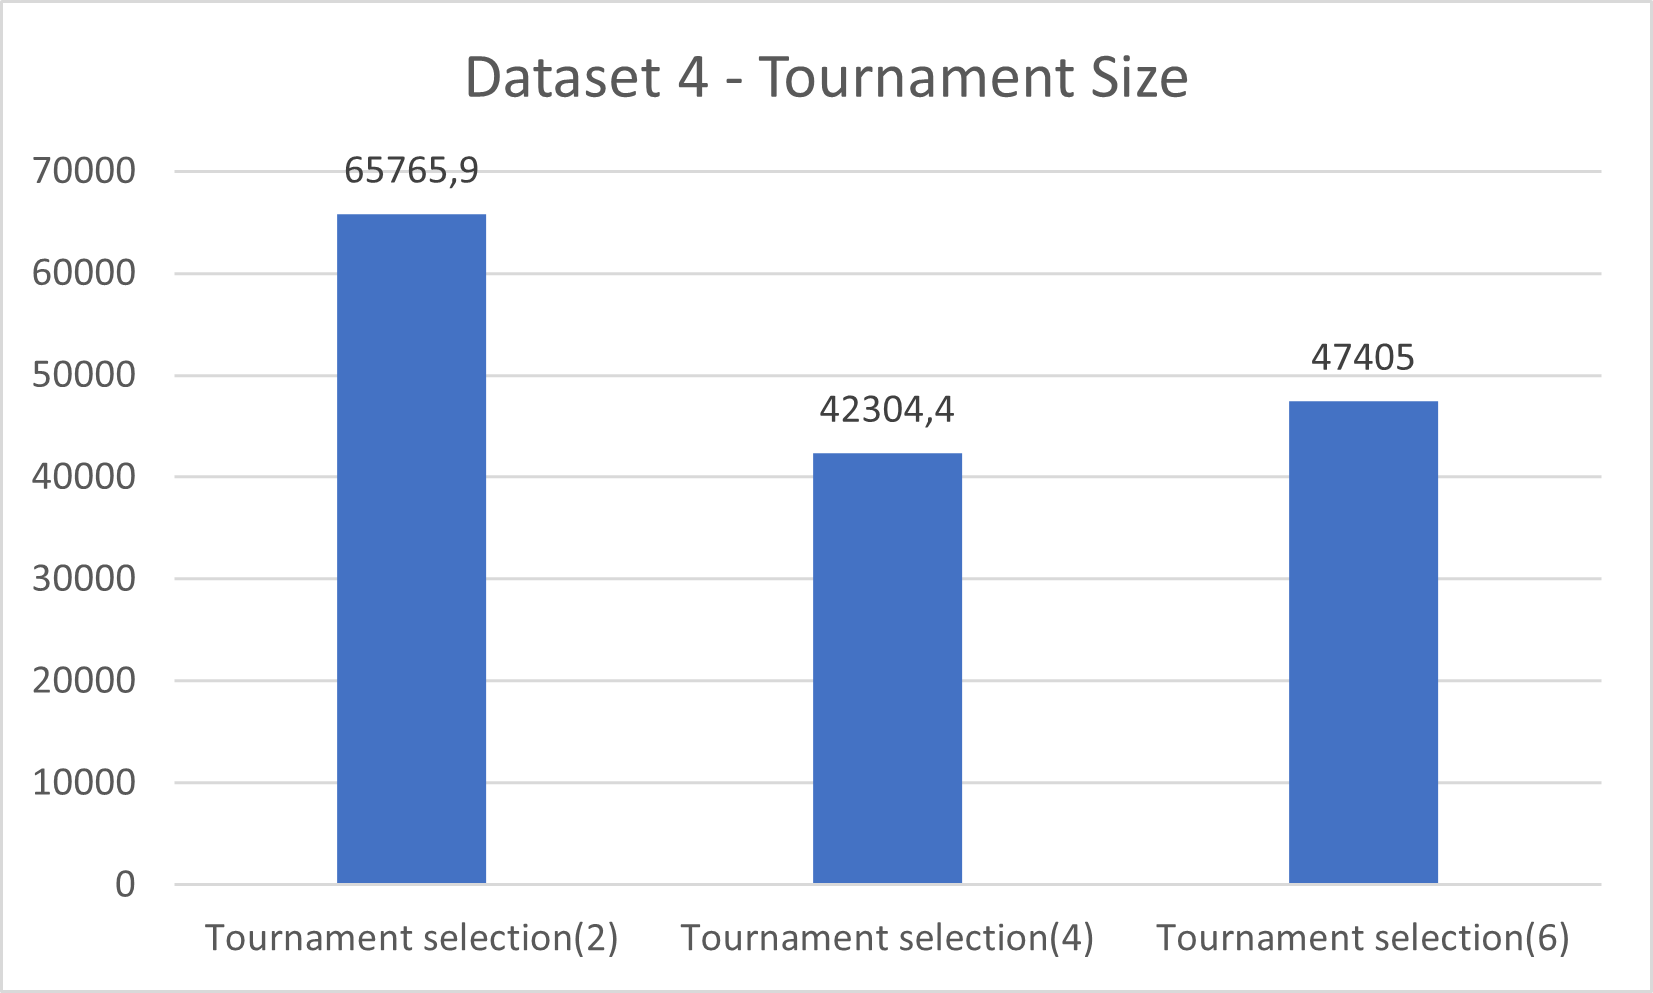 Dataset 4 - Tournament Size
70000
60000
50000
40000
30000
20000
10000
0
65765,9
42304,4
47405
Tournament selection(2)
Tournament selection(4)
Tournament selection(6)